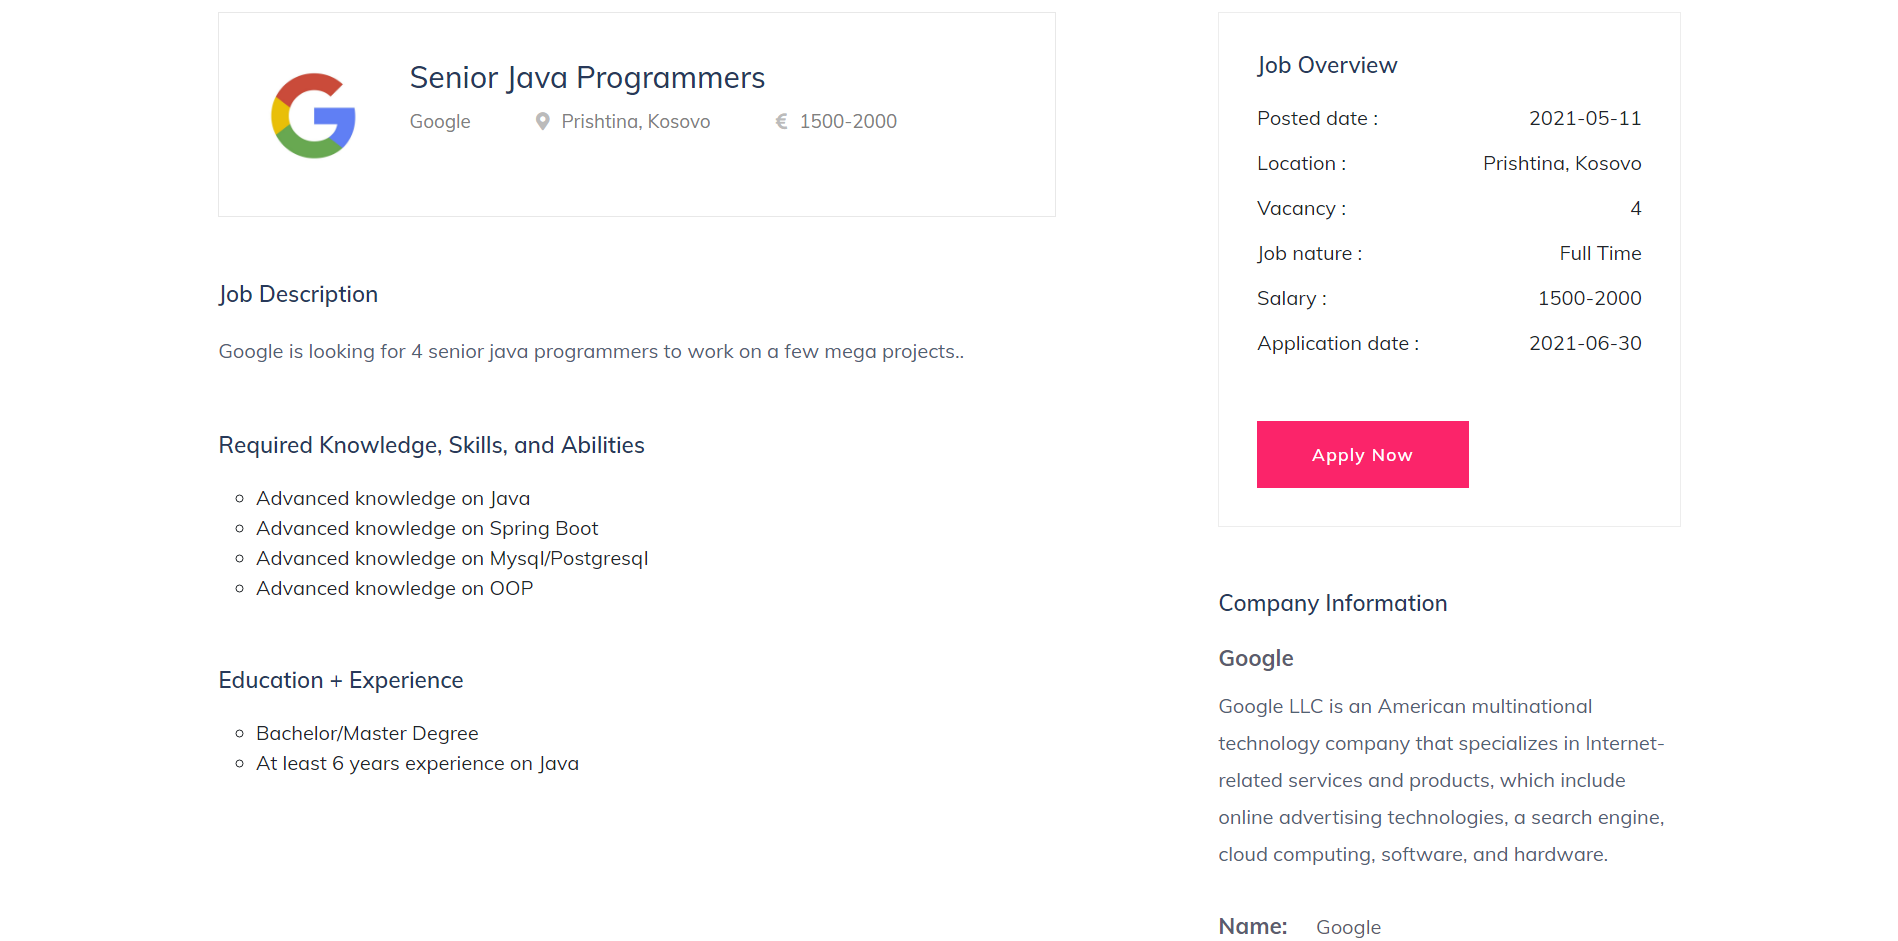 Senior Java Programmers
Google
Prishtina, Kosovo
€ 1500-2000
Job Description
Google is looking for 4 senior java programmers to work on a few mega projects..
Required Knowledge, Skills, and Abilities
Advanced knowledge on Java
Advanced knowledge on Spring Boot
Advanced knowledge on Mysql/Postgresql
Advanced knowledge on OOP
Education + Experience
Bachelor/Master Degree
At least 6 years experience on Java
Job Overview
Posted date : 2021-05-11
Location : Prishtina, Kosovo
Vacancy : 4
Job nature : Full Time
Salary : 1500-2000
Application date : 2021-06-30
Apply Now
Company Information
Google
Google LLC is an American multinational
technology company that specializes in Internet-
related services and products, which include
online advertising technologies, a search engine,
cloud computing, software, and hardware.
Name: Google